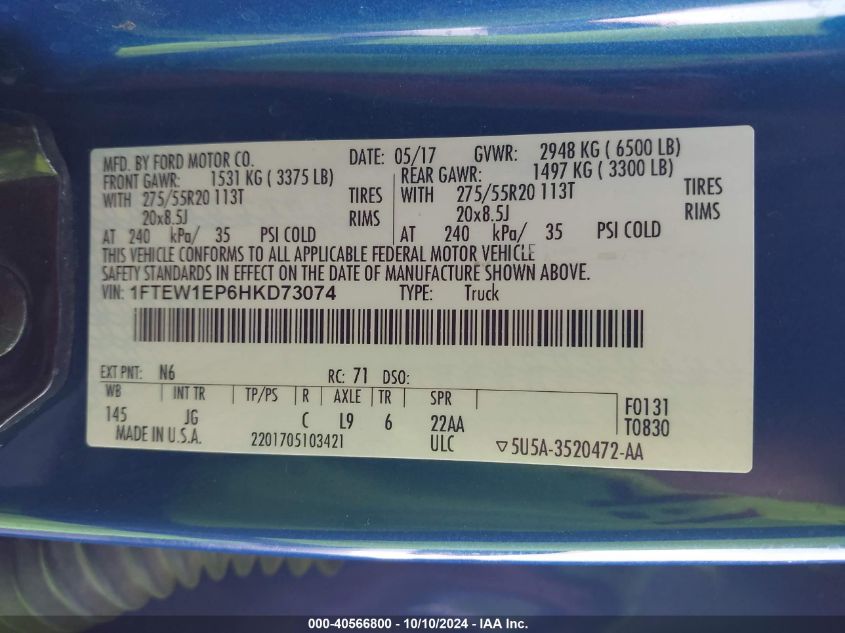 MFD. BY FORD MOTOR CO. DATE: 05/17 GVWR: 2948 KG ( 6500 LB)
FRONT GAWR: 1531 KG ( 3375 LB) REAR GAWR: 1497 KG ( 3300 LB)
WITH 275/55R20 113T TIRES WITH 275/55R20 113T TIRES
20x8.5J RIMS 20x8.5J RIMS
AT 240 kPa/ 35 PSI COLD AT 240 kPa/ 35 PSI COLD
THIS VEHICLE CONFORMS TO ALL APPLICABLE FEDERAL MOTOR VEHICLE
SAFETY STANDARDS IN EFFECT ON THE DATE OF MANUFACTURE SHOWN ABOVE.
VIN: 1FTEW1EP6HKD73074 TYPE: Truck
EXT PNT: N6 RC: 71 DSO:
WB INT TR TP/PS R AXLE TR SPR
145 JG C L9 6 22AA F0131
T0830
MADE IN U.S.A. 2201705103421 ULC ▽5U5A-3520472-AA
000-40566800 - 10/10/2024 - IAAI.com